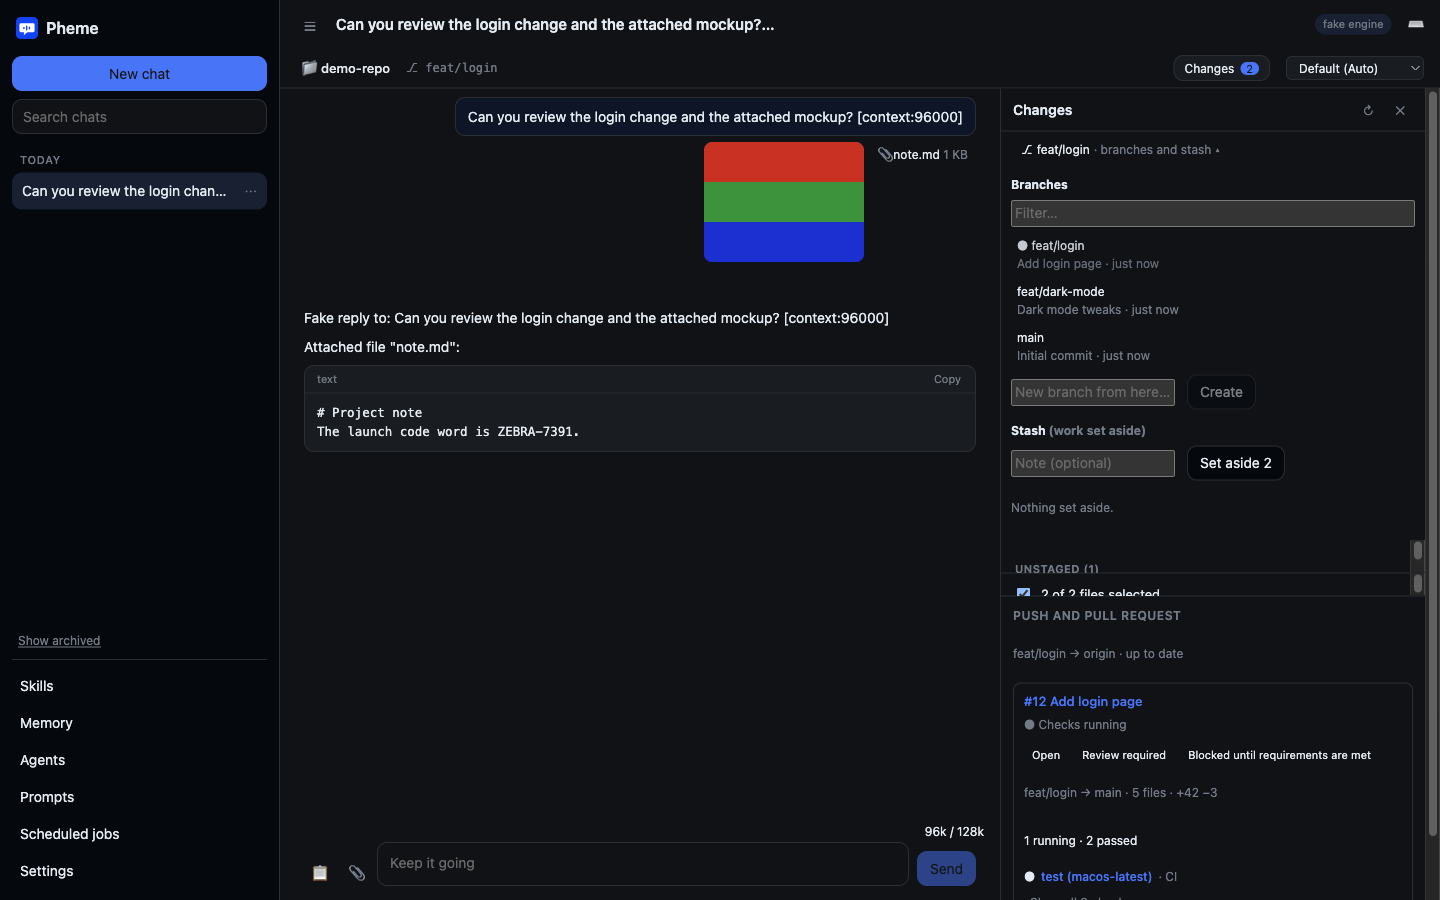 Pheme
New chat
Search chats
TODAY
Can you review the login chan... ···
Show archived
Skills
Memory
Agents
Prompts
Scheduled jobs
Settings
Can you review the login change and the attached mockup?...
fake engine
demo-repo feat/login
Changes 2
Default (Auto)
Can you review the login change and the attached mockup? [context:96000]
note.md 1 KB
Fake reply to: Can you review the login change and the attached mockup? [context:96000]
Attached file "note.md":
text Copy
# Project note
The launch code word is ZEBRA-7391.
96k / 128k
Keep it going
Send
Changes
feat/login · branches and stash
Branches
Filter...
feat/login
Add login page · just now
feat/dark-mode
Dark mode tweaks · just now
main
Initial commit · just now
New branch from here... Create
Stash (work set aside)
Note (optional) Set aside 2
Nothing set aside.
UNSTAGED (1)
2 of 2 files selected
PUSH AND PULL REQUEST
feat/login → origin · up to date
#12 Add login page
Checks running
Open Review required Blocked until requirements are met
feat/login → main · 5 files · +42 −3
1 running · 2 passed
test (macos-latest) · CI